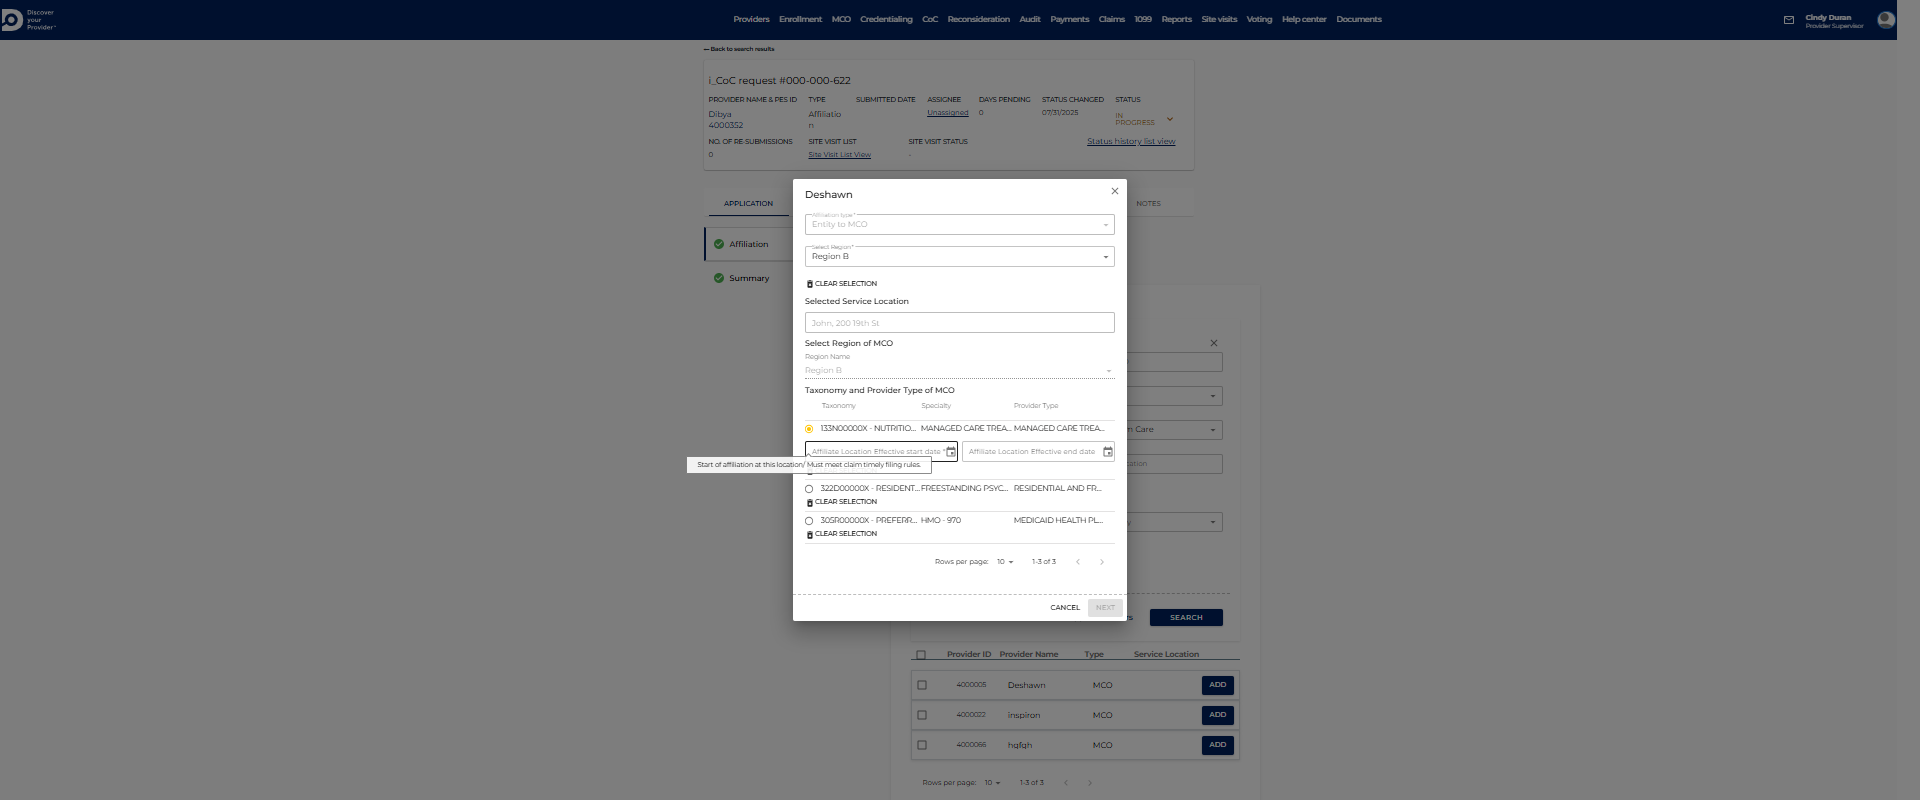 Discover
your
Provider
Providers Enrollment MCO Credentialing CoC Reconsideration Audit Payments Claims 1099 Reports Site visits Voting Help center Documents
Cindy Duran
Provider Supervisor
Back to search results
i_CoC request #000-000-622
PROVIDER NAME & PES ID TYPE SUBMITTED DATE ASSIGNEE DAYS PENDING STATUS CHANGED STATUS
Dibya Affiliatio Unassigned 0 07/31/2025 IN
4000352 n PROGRESS
NO. OF RE-SUBMISSIONS SITE VISIT LIST SITE VISIT STATUS Status history list view
0 Site Visit List View -
APPLICATION NOTES
Affiliation
Summary
Deshawn
Affiliation type *
Entity to MCO
Select Region *
Region B
CLEAR SELECTION
Selected Service Location
John, 200 19th St
Select Region of MCO
Region Name
Region B
Taxonomy and Provider Type of MCO
Taxonomy Specialty Provider Type
133N00000X - NUTRITIO... MANAGED CARE TREA... MANAGED CARE TREA...
Affiliate Location Effective start date * Affiliate Location Effective end date
Start of affiliation at this location/ Must meet claim timely filing rules.
322D00000X - RESIDENT... FREESTANDING PSYC... RESIDENTIAL AND FR...
CLEAR SELECTION
305R00000X - PREFERR... HMO - 970 MEDICAID HEALTH PL...
CLEAR SELECTION
Rows per page: 10 1-3 of 3
CANCEL NEXT
Care
SEARCH
Provider ID Provider Name Type Service Location
4000005 Deshawn MCO ADD
4000022 inspiron MCO ADD
4000066 hgfgh MCO ADD
Rows per page: 10 1-3 of 3